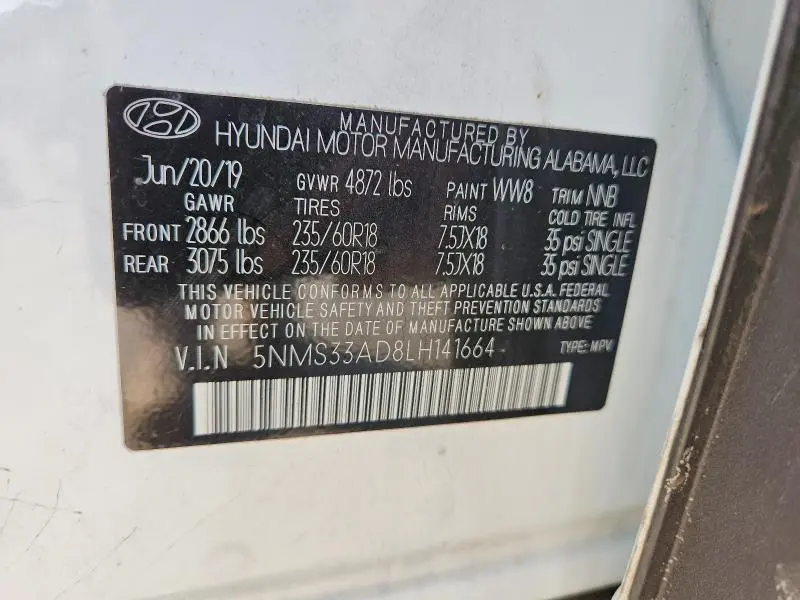 MANUFACTURED BY
HYUNDAI MOTOR MANUFACTURING ALABAMA, LLC
Jun/20/19 GVWR 4872 lbs PAINT WW8 TRIM NNB
GAWR TIRES RIMS COLD TIRE INFL
FRONT 2866 lbs 235/60R18 7.5JX18 35 psi SINGLE
REAR 3075 lbs 235/60R18 7.5JX18 35 psi SINGLE
THIS VEHICLE CONFORMS TO ALL APPLICABLE U.S.A. FEDERAL
MOTOR VEHICLE SAFETY AND THEFT PREVENTION STANDARDS
IN EFFECT ON THE DATE OF MANUFACTURE SHOWN ABOVE
V.I.N 5NMS33AD8LH141664 TYPE: MPV